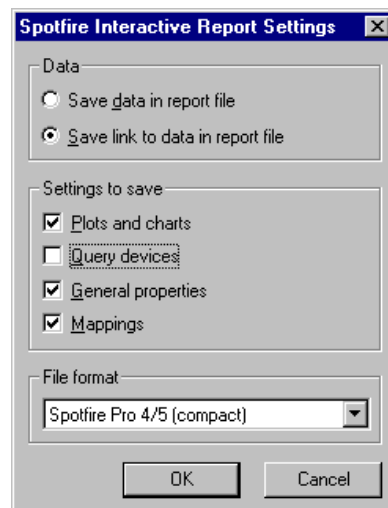 Spotfire Interactive Report Settings
Data
Save data in report file
Save link to data in report file
Settings to save
Plots and charts
Query devices
General properties
Mappings
File format
Spotfire Pro 4/5 (compact)
OK Cancel